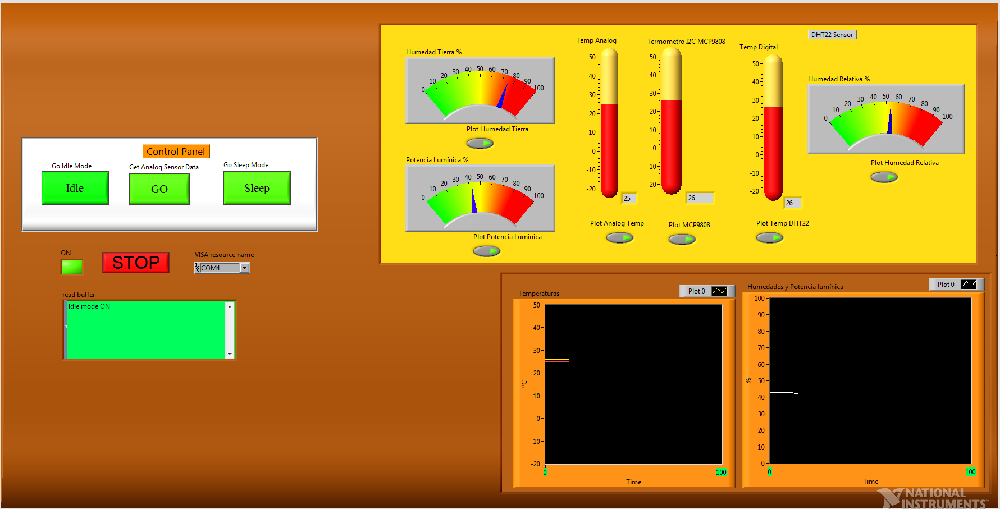 Control Panel
Go Idle Mode
Get Analog Sensor Data
Go Sleep Mode
Idle
GO
Sleep
ON
STOP
VISA resource name
I/O COM4
read buffer
Idle mode ON
n
Humedad Tierra %
0 10 20 30 40 50 60 70 80 90 100
Plot Humedad Tierra
Potencia Lumínica %
0 10 20 30 40 50 60 70 80 90 100
Plot Potencia Luminica
Temp Analog
50
40
30
20
10
0
-10
-20
25
Plot Analog Temp
Termometro I2C MCP9808
50
40
30
20
10
0
-10
-20
26
Plot MCP9808
Temp Digital
50
40
30
20
10
0
-10
-20
26
Plot Temp DHT22
DHT22 Sensor
Humedad Relativa %
0 10 20 30 40 50 60 70 80 90 100
Plot Humedad Relativa
Temperaturas
Plot 0
50
40
30
20
10
0
-10
-20
ºC
0 100
Time
Humedades y Potencia lumínica
Plot 0
100
90
80
70
60
50
40
30
20
10
0
%
0 100
Time
NATIONAL
INSTRUMENTS™